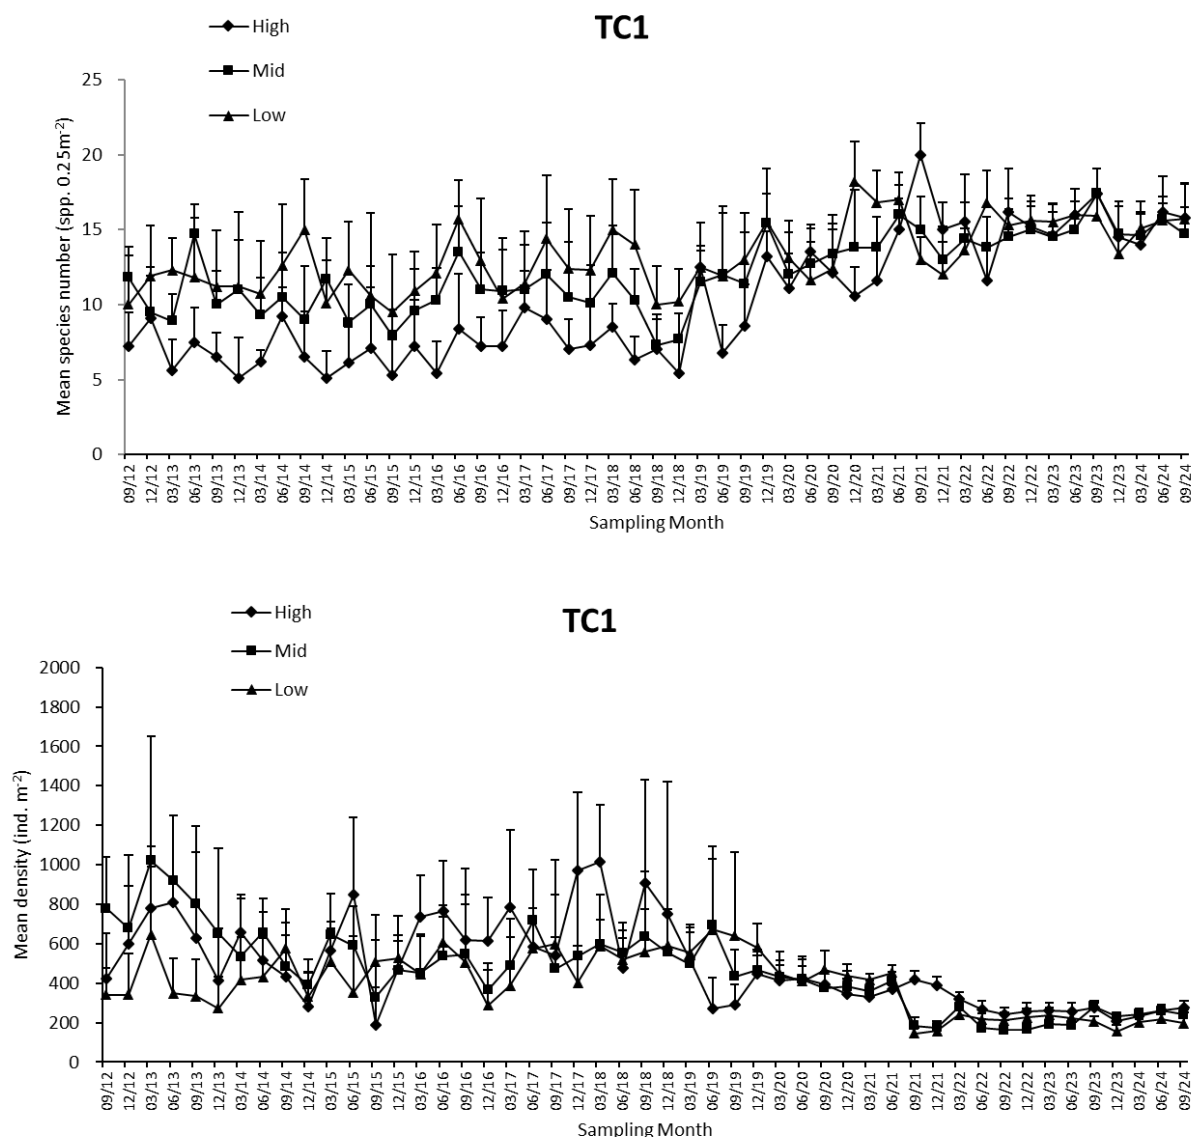 TC1
High
Mid
Low
Mean species number (spp. 0.25m⁻²)
25
20
15
10
5
0
09/12 12/12 03/13 06/13 09/13 12/13 03/14 06/14 09/14 12/14 03/15 06/15 09/15 12/15 03/16 06/16 09/16 12/16 03/17 06/17 09/17 12/17 03/18 06/18 09/18 12/18 03/19 06/19 09/19 12/19 03/20 06/20 09/20 12/20 03/21 06/21 09/21 12/21 03/22 06/22 09/22 12/22 03/23 06/23 09/23 12/23 03/24 06/24 09/24
Sampling Month
TC1
High
Mid
Low
Mean density (ind. m⁻²)
2000
1800
1600
1400
1200
1000
800
600
400
200
0
09/12 12/12 03/13 06/13 09/13 12/13 03/14 06/14 09/14 12/14 03/15 06/15 09/15 12/15 03/16 06/16 09/16 12/16 03/17 06/17 09/17 12/17 03/18 06/18 09/18 12/18 03/19 06/19 09/19 12/19 03/20 06/20 09/20 12/20 03/21 06/21 09/21 12/21 03/22 06/22 09/22 12/22 03/23 06/23 09/23 12/23 03/24 06/24 09/24
Sampling Month